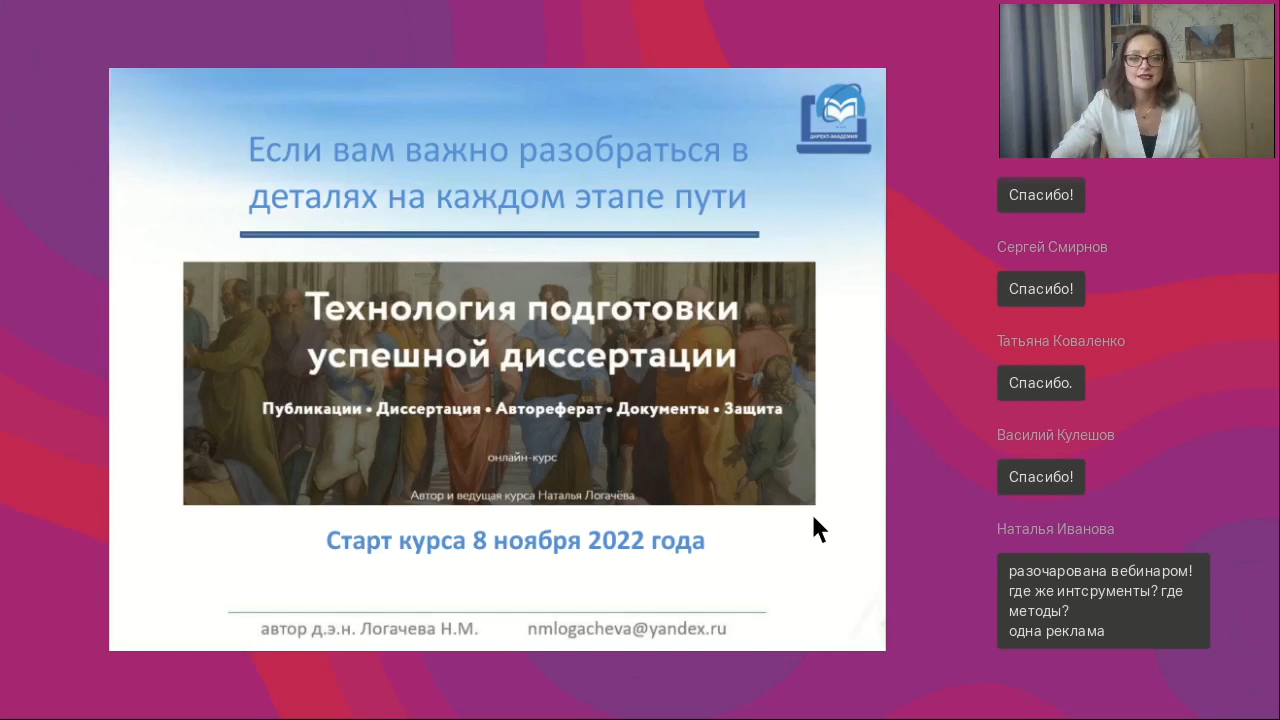 ДИРЕКТ-АКАДЕМИЯ
Если вам важно разобраться в
деталях на каждом этапе пути
Технология подготовки
успешной диссертации
Публикации • Диссертация • Автореферат • Документы • Защита
онлайн-курс
Автор и ведущая курса Наталья Логачёва
Старт курса 8 ноября 2022 года
автор д.э.н. Логачева Н.М.
nmlogacheva@yandex.ru
Спасибо!
Сергей Смирнов
Спасибо!
Татьяна Коваленко
Спасибо.
Василий Кулешов
Спасибо!
Наталья Иванова
разочарована вебинаром!
где же интсрументы? где
методы?
одна реклама